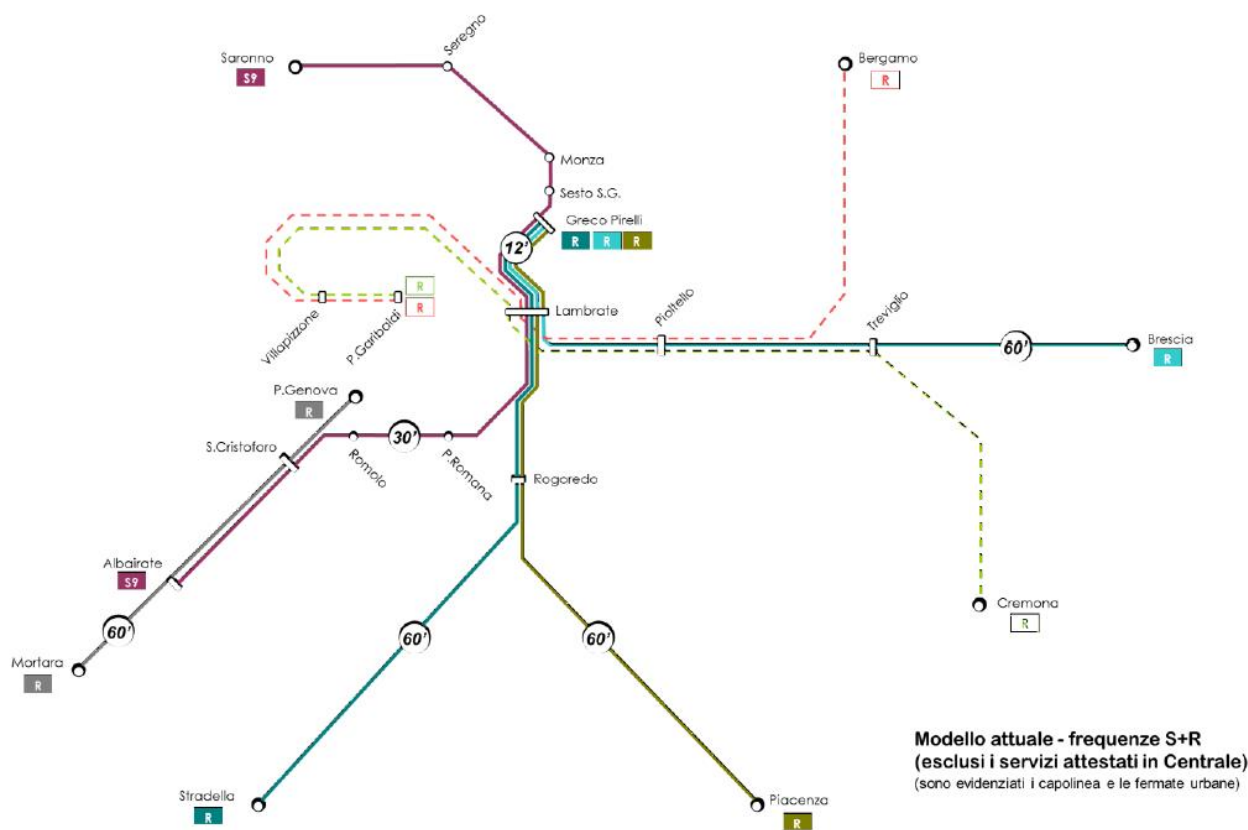 Saronno
S9
Seregno
Bergamo
R
Monza
Sesto S.G.
Greco Pirelli
R R R
12'
Lambrate
R
R
Villapizzone
P.Garibaldi
Pioltello
Treviglio
60'
Brescia
R
P.Genova
R
S.Cristoforo
30'
Romolo
P.Romana
Rogoredo
Albairate
S9
60'
Mortara
R
60'
60'
Cremona
R
Stradella
R
Piacenza
R
Modello attuale - frequenze S+R
(esclusi i servizi attestati in Centrale)
(sono evidenziati i capolinea e le fermate urbane)